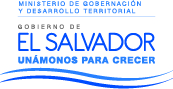 MINISTERIO DE GOBERNACIÓN
Y DESARROLLO TERRITORIAL
GOBIERNO DE
EL SALVADOR
UNÁMONOS PARA CRECER